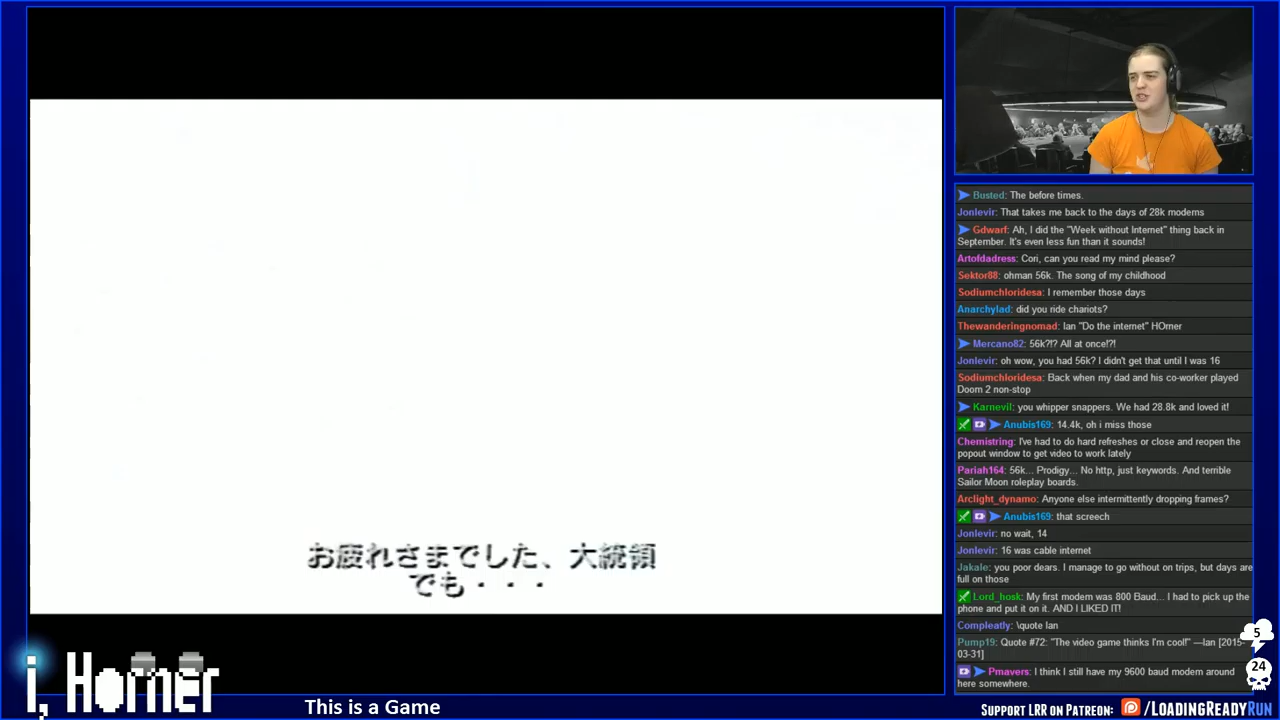 お疲れさまでした、大統領
でも・・・
i, Horner
This is a Game
Busted: The before times.
Jonlevir: That takes me back to the days of 28k modems
Gdwarf: Ah, I did the "Week without Internet" thing back in
September. It's even less fun than it sounds!
Artofdadress: Cori, can you read my mind please?
Sektor88: ohman 56k. The song of my childhood
Sodiumchloridesa: I remember those days
Anarchylad: did you ride chariots?
Thewanderingnomad: Ian "Do the internet" HOrner
Mercano82: 56k?!? All at once!?!
Jonlevir: oh wow, you had 56k? I didn't get that until I was 16
Sodiumchloridesa: Back when my dad and his co-worker played
Doom 2 non-stop
Karnevil: you whipper snappers. We had 28.8k and loved it!
Anubis169: 14.4k, oh i miss those
Chemistring: I've had to do hard refreshes or close and reopen the
popout window to get video to work lately
Pariah164: 56k... Prodigy... No http, just keywords. And terrible
Sailor Moon roleplay boards.
Arclight_dynamo: Anyone else intermittently dropping frames?
Anubis169: that screech
Jonlevir: no wait, 14
Jonlevir: 16 was cable internet
Jakale: you poor dears. I manage to go without on trips, but days are
full on those
Lord_hosk: My first modem was 800 Baud... I had to pick up the
phone and put it on it. AND I LIKED IT!
Compleatly: \quote Ian
Pump19: Quote #72: "The video game thinks I'm cool!" —Ian [2015-
03-31]
Pmavers: I think I still have my 9600 baud modem around
here somewhere.
5
24
SUPPORT LRR ON PATREON: /LOADINGREADYRUN